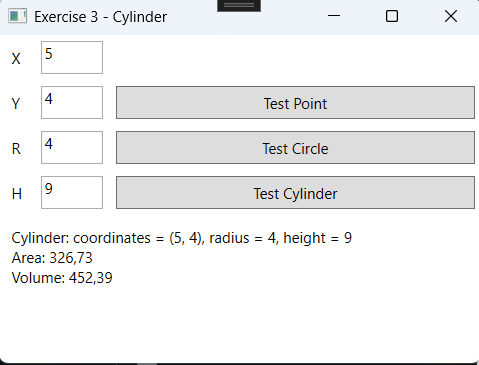 Exercise 3 - Cylinder
X 5
Y 4 Test Point
R 4 Test Circle
H 9 Test Cylinder
Cylinder: coordinates = (5, 4), radius = 4, height = 9
Area: 326,73
Volume: 452,39